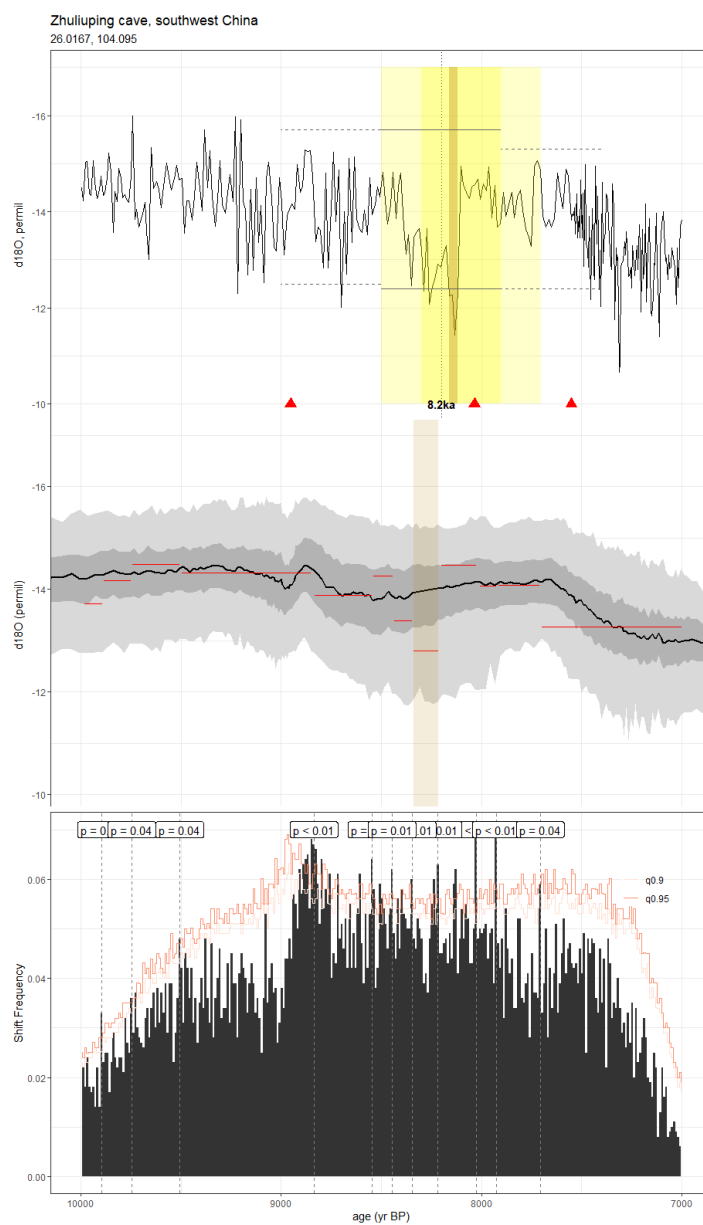 Zhuliuping cave, southwest China
26.0167, 104.095
d18O, permil
-16
-14
-12
-10
8.2ka
d18O (permil)
-16
-14
-12
-10
Shift Frequency
0.06
0.04
0.02
0.00
p = 0
p = 0.04
p = 0.04
p < 0.01
p =
p = 0.01
01
0.01
<
p < 0.01
p = 0.04
q0.9
q0.95
10000
9000
8000
7000
age (yr BP)